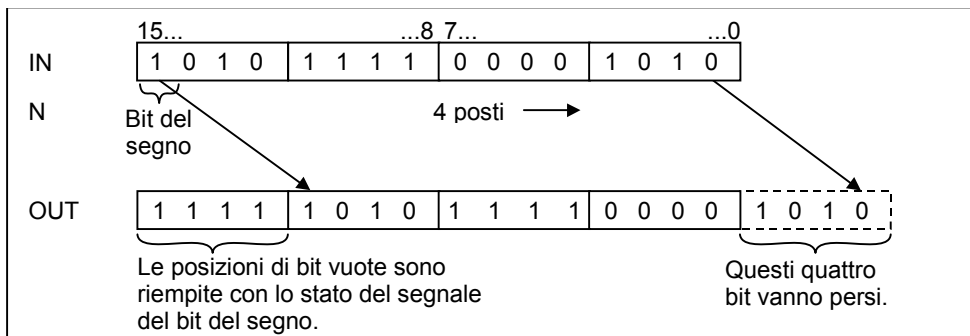 15... ...8 7... ...0
IN 1 0 1 0 1 1 1 1 0 0 0 0 1 0 1 0
N Bit del segno 4 posti
OUT 1 1 1 1 1 0 1 0 1 1 1 1 0 0 0 0 1 0 1 0
Le posizioni di bit vuote sono
riempite con lo stato del segnale
del bit del segno.
Questi quattro
bit vanno persi.